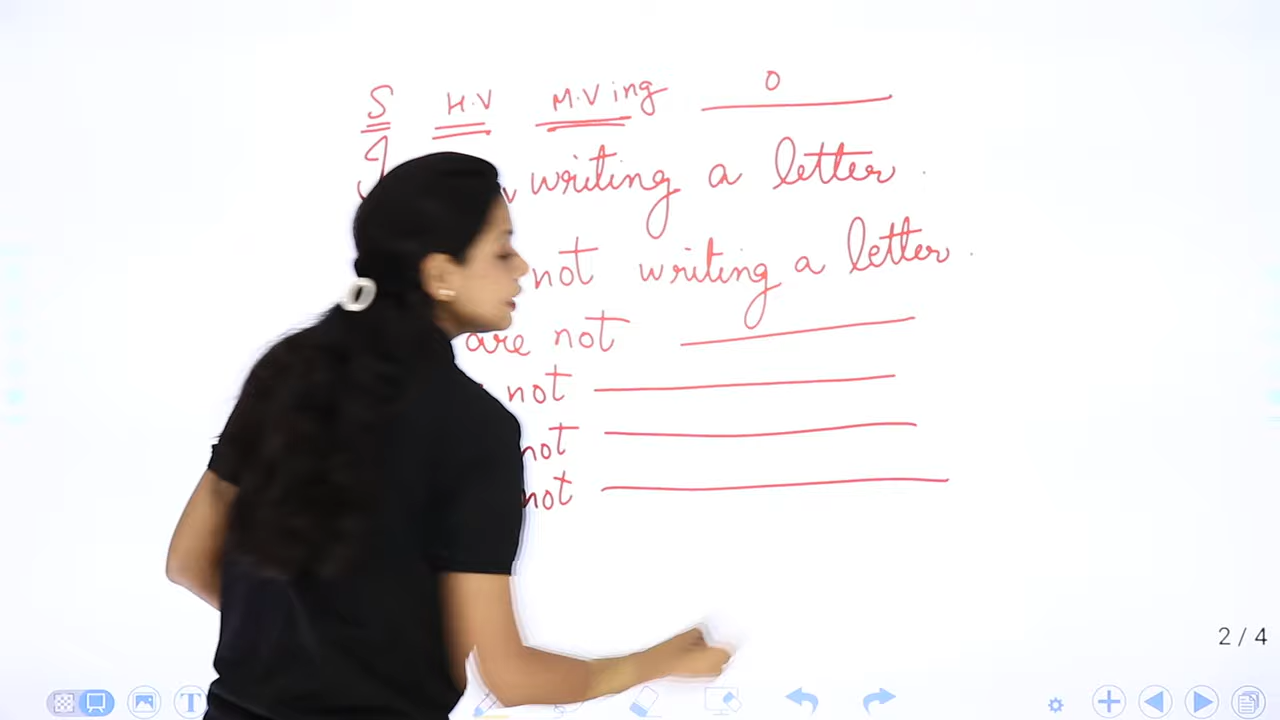 S H.V M.V ing O
I writing a letter .
not writing a letter .
are not
not
not
not
2 / 4
T